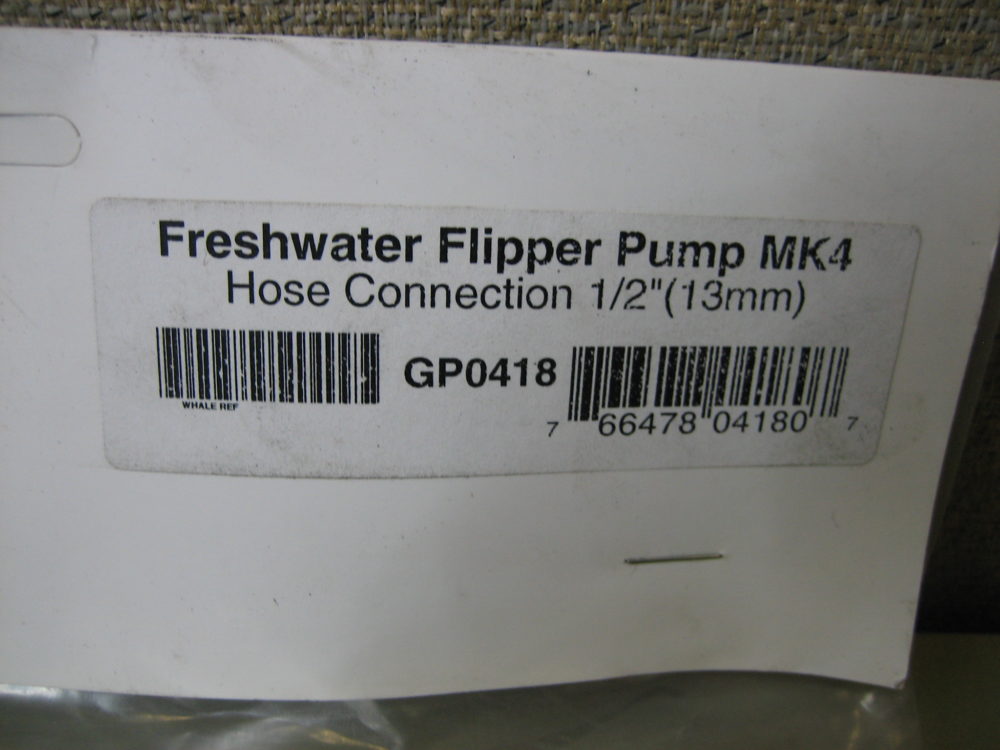 Freshwater Flipper Pump MK4
Hose Connection 1/2"(13mm)
GP0418
WHALE REF
7 66478 04180 7